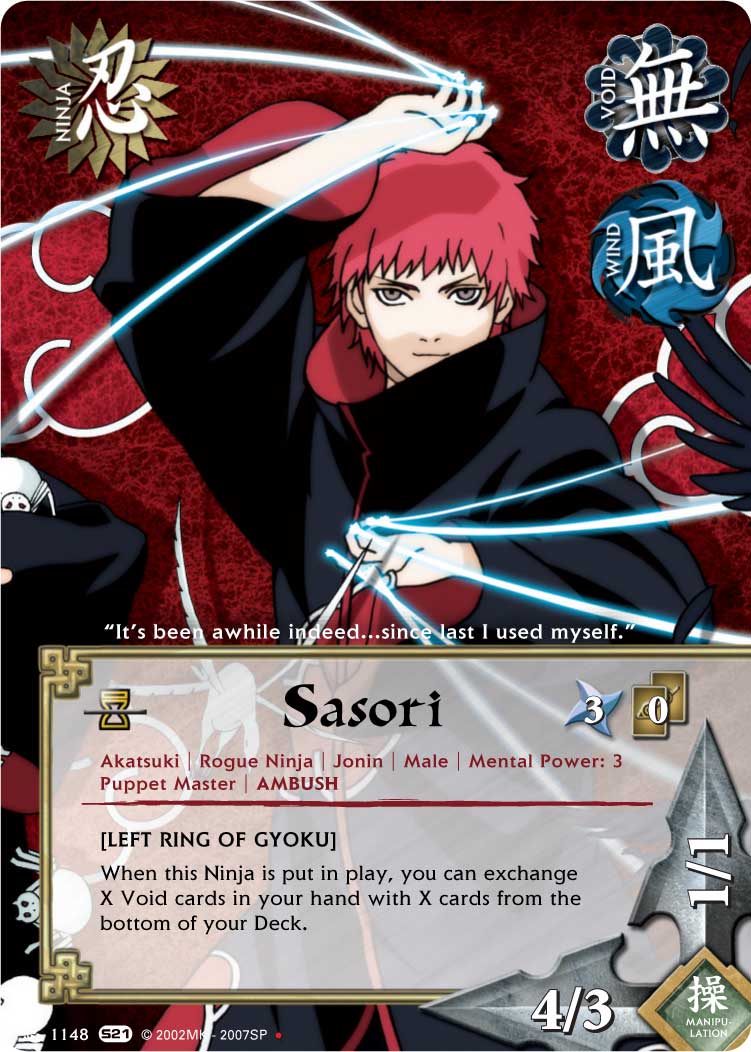 忍
NINJA
無
VOID
風
WIND
“It’s been awhile indeed...since last I used myself.”
Sasori
3
0
Akatsuki | Rogue Ninja | Jonin | Male | Mental Power: 3
Puppet Master | AMBUSH
[LEFT RING OF GYOKU]
When this Ninja is put in play, you can exchange
X Void cards in your hand with X cards from the
bottom of your Deck.
1/1
4/3
操
MANIPU-
LATION
1148 S21 © 2002MK - 2007SP